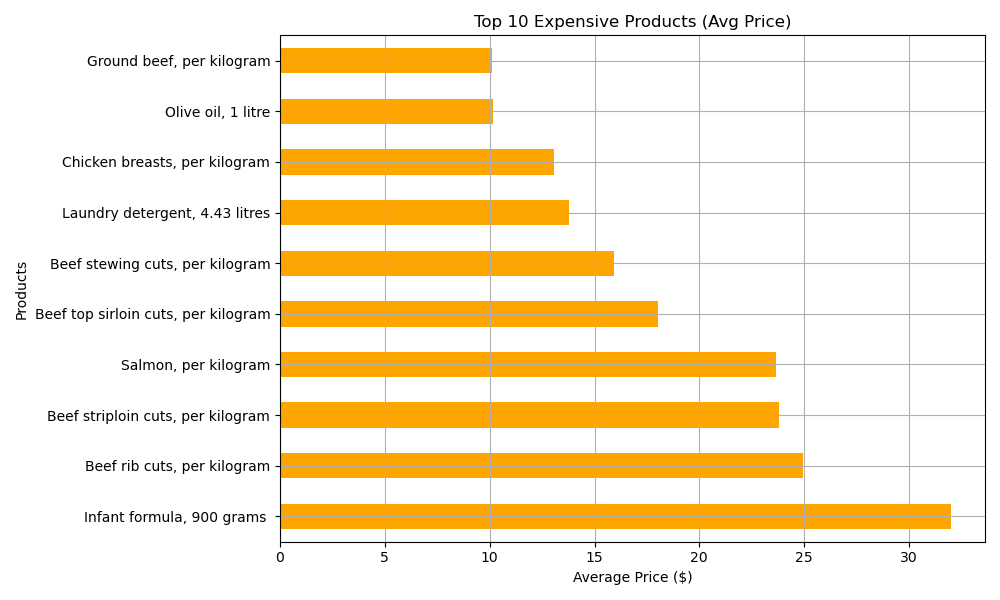 Top 10 Expensive Products (Avg Price)
Products
Ground beef, per kilogram
Olive oil, 1 litre
Chicken breasts, per kilogram
Laundry detergent, 4.43 litres
Beef stewing cuts, per kilogram
Beef top sirloin cuts, per kilogram
Salmon, per kilogram
Beef striploin cuts, per kilogram
Beef rib cuts, per kilogram
Infant formula, 900 grams
0 5 10 15 20 25 30
Average Price ($)